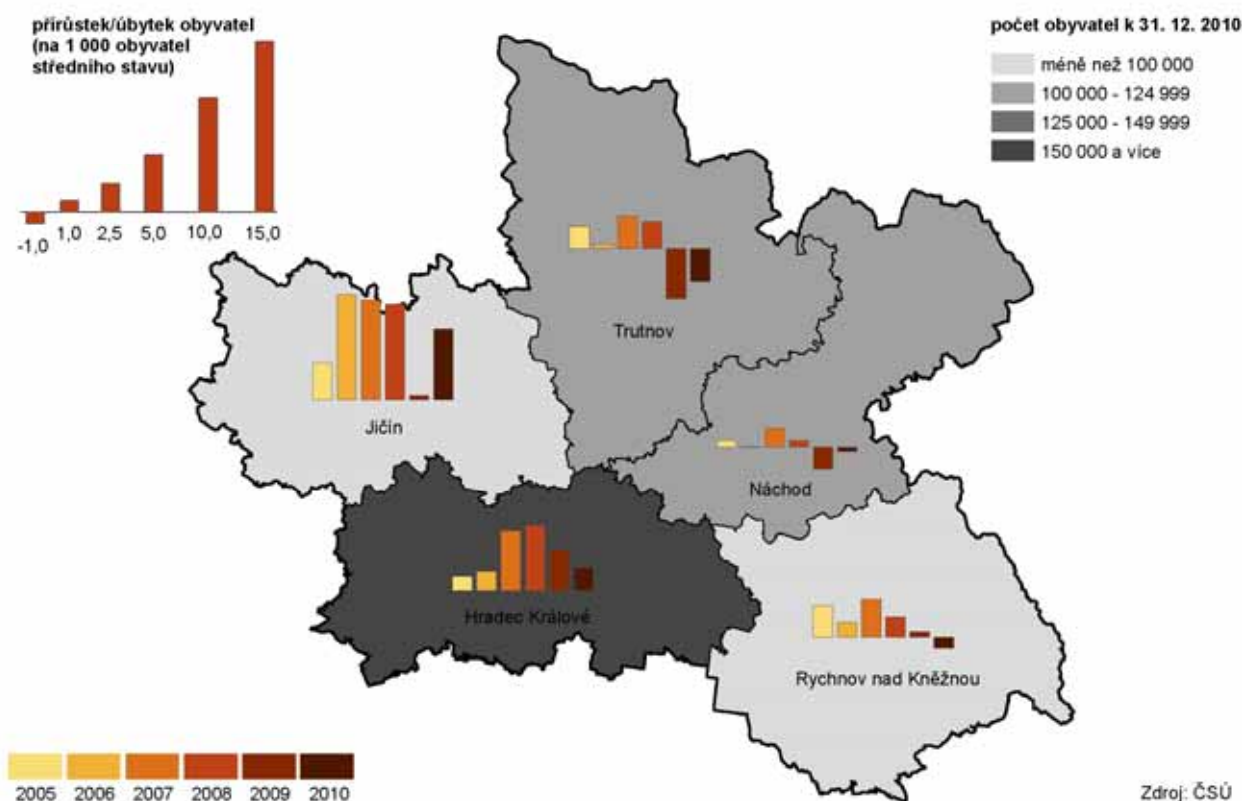 přírůstek/úbytek obyvatel
(na 1 000 obyvatel
středního stavu)
-1,0 1,0 2,5 5,0 10,0 15,0
počet obyvatel k 31. 12. 2010
méně než 100 000
100 000 - 124 999
125 000 - 149 999
150 000 a více
Trutnov
Jičín
Náchod
Hradec Králové
Rychnov nad Kněžnou
2005 2006 2007 2008 2009 2010
Zdroj: ČSÚ